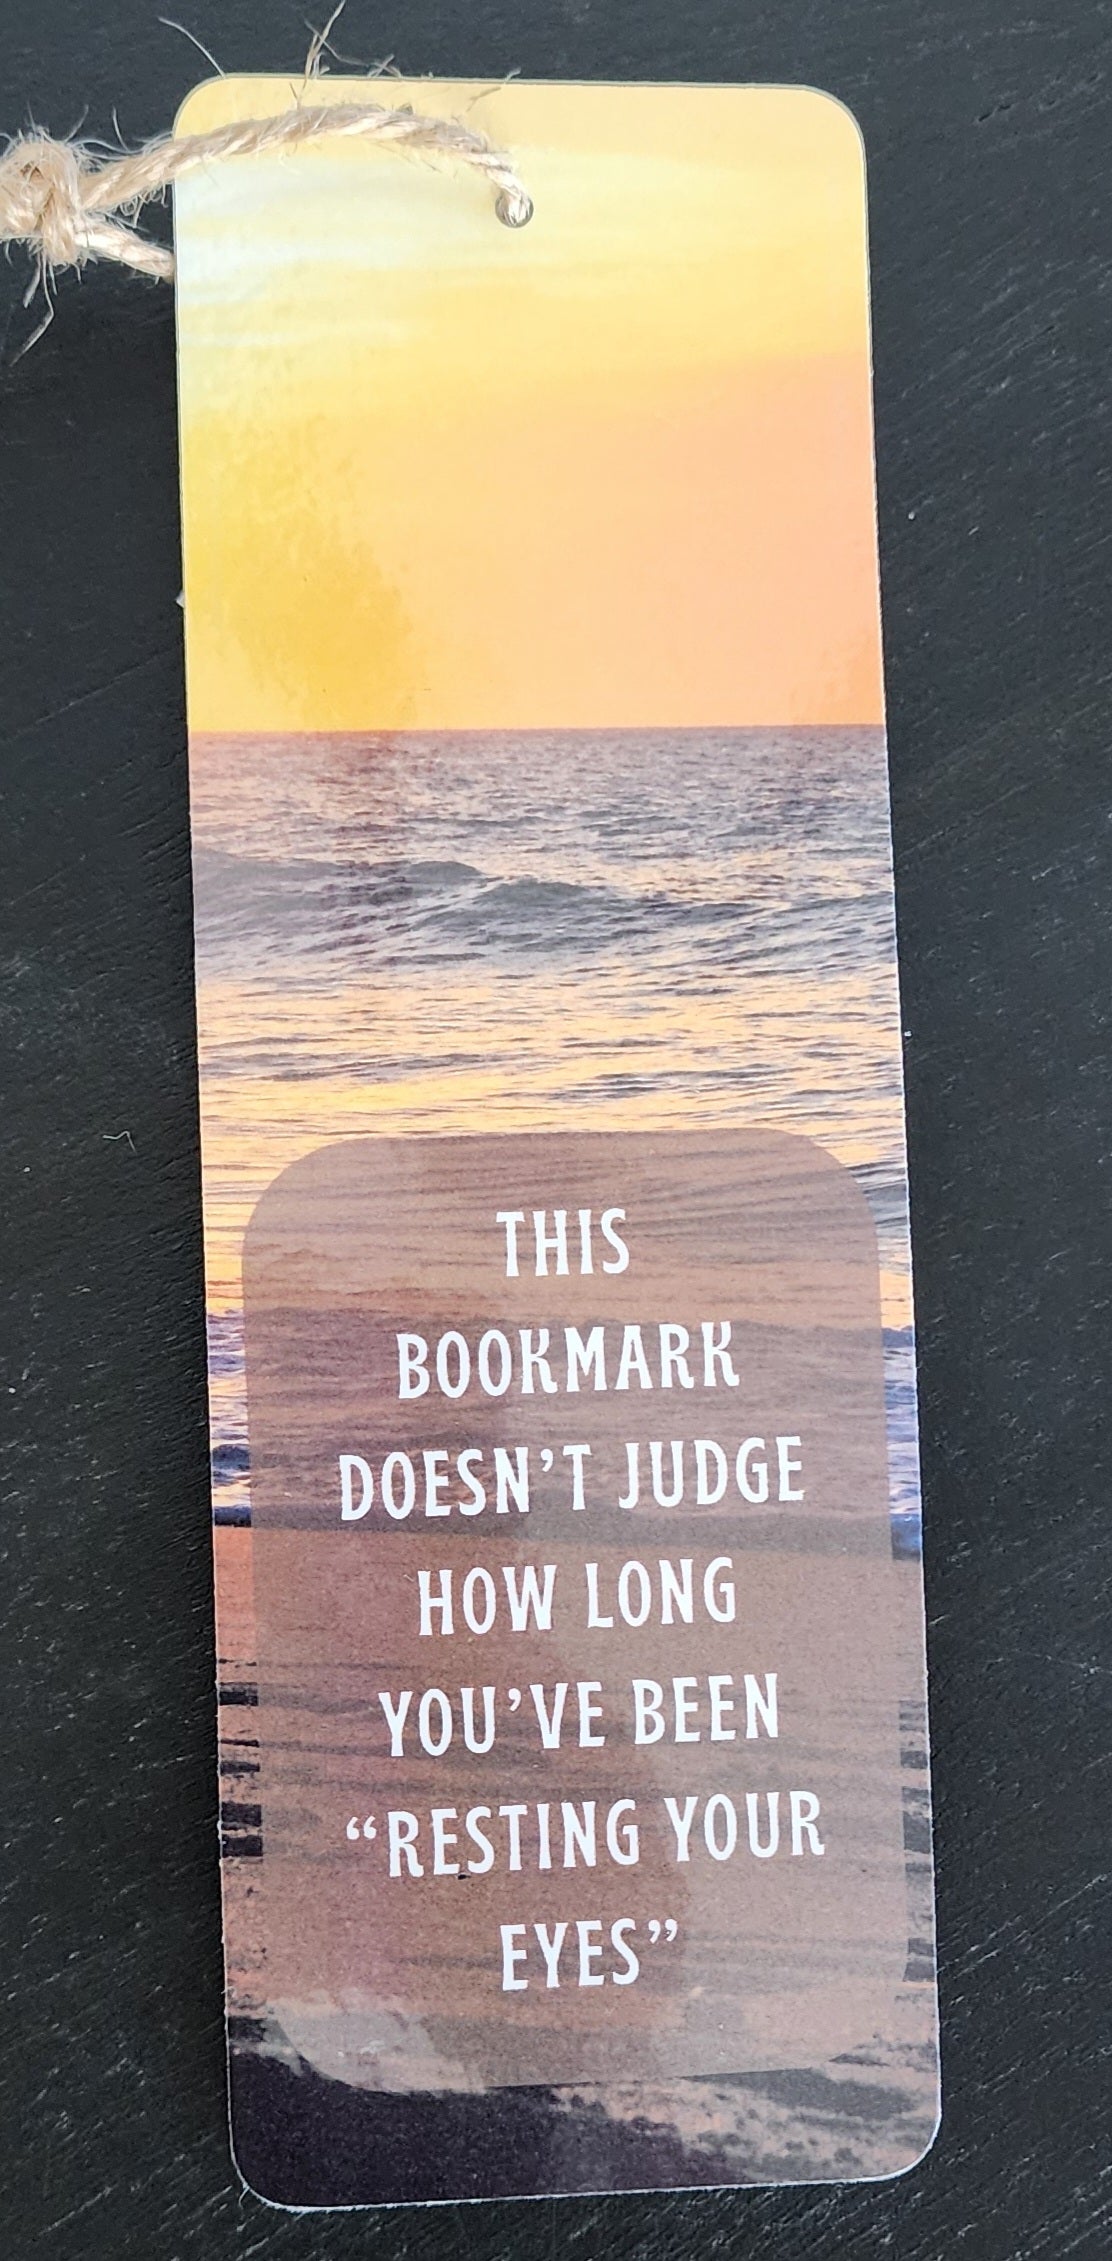 THIS
BOOKMARK
DOESN’T JUDGE
HOW LONG
YOU’VE BEEN
“RESTING YOUR
EYES”